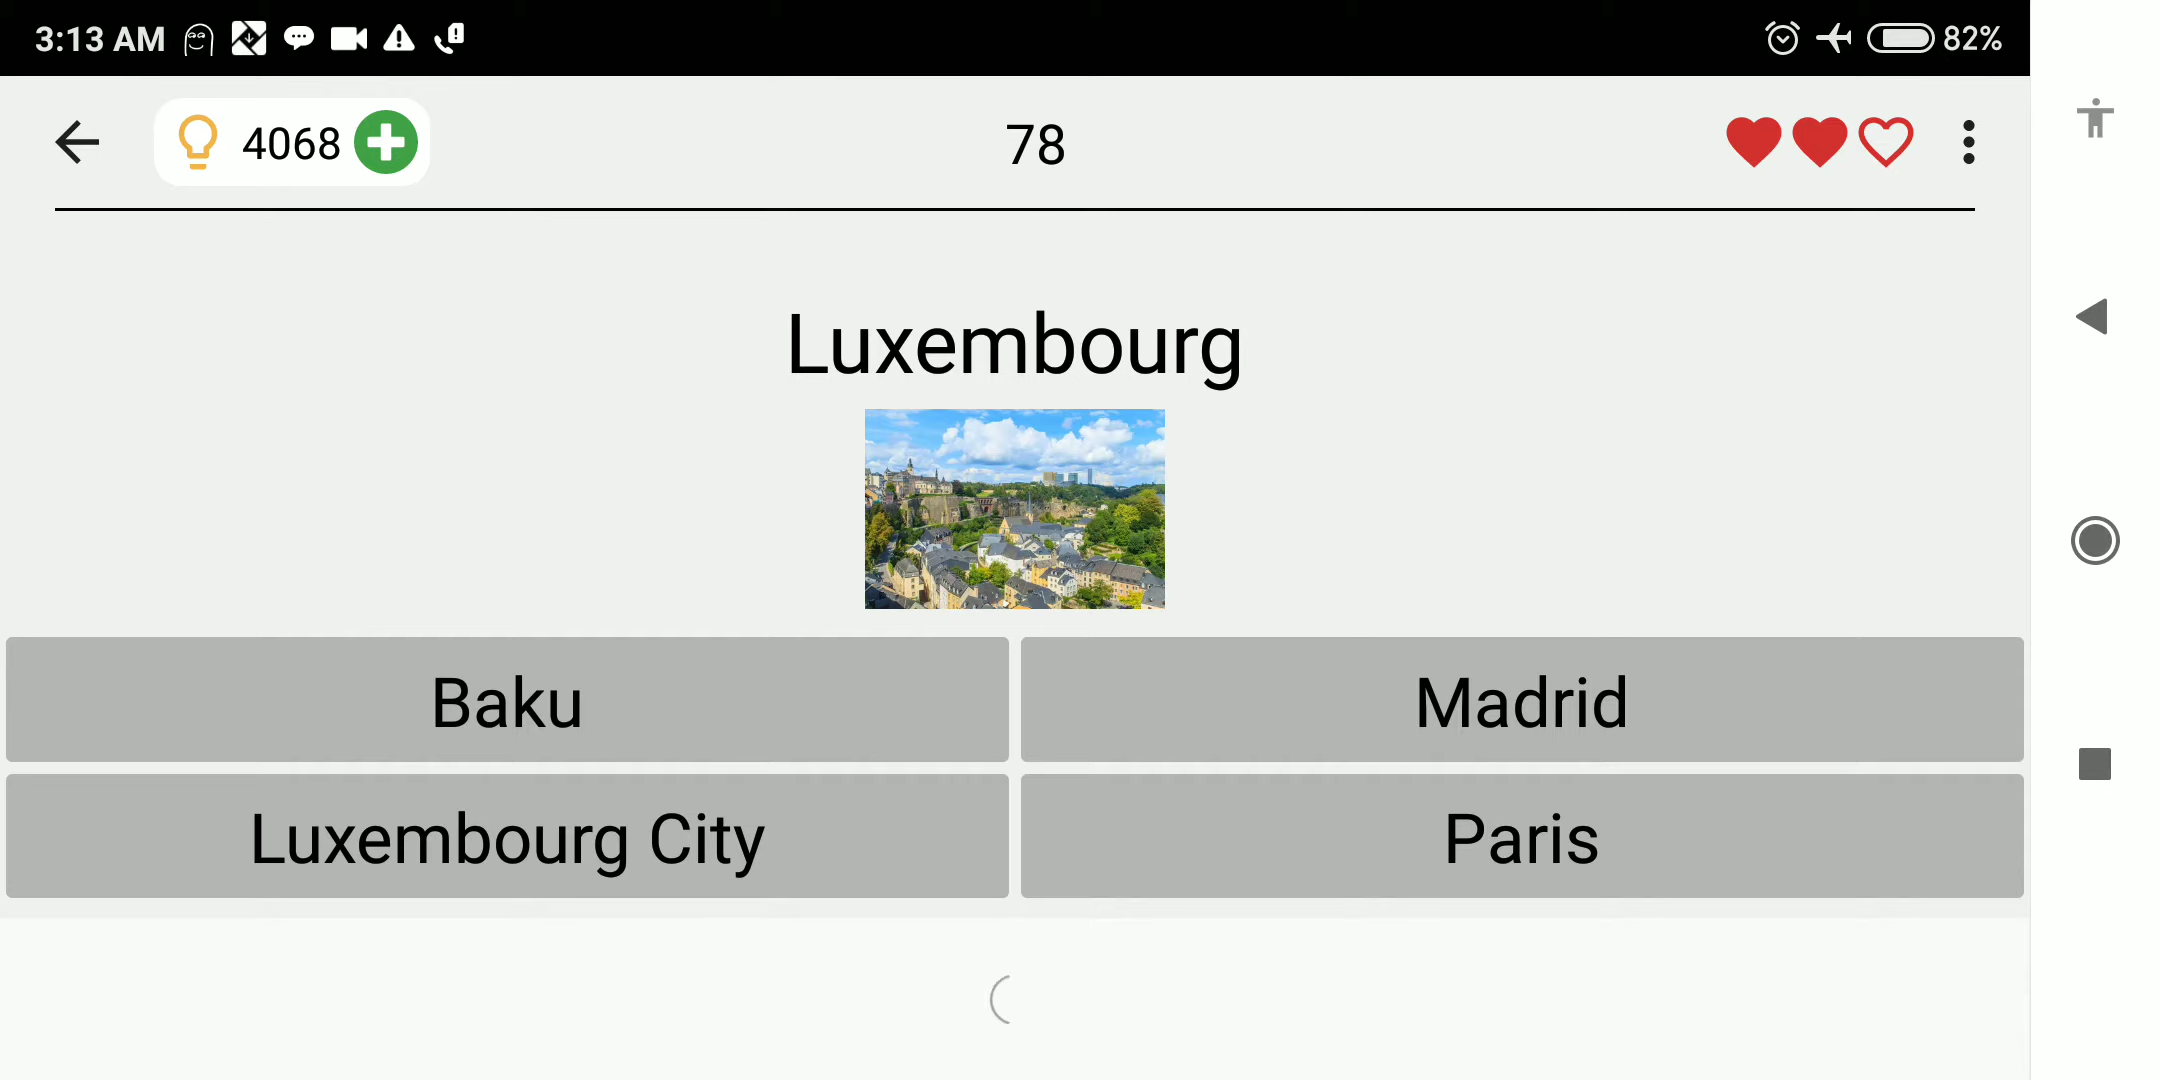 3:13 AM 82%
4068 78
Luxembourg
Baku Madrid
Luxembourg City Paris